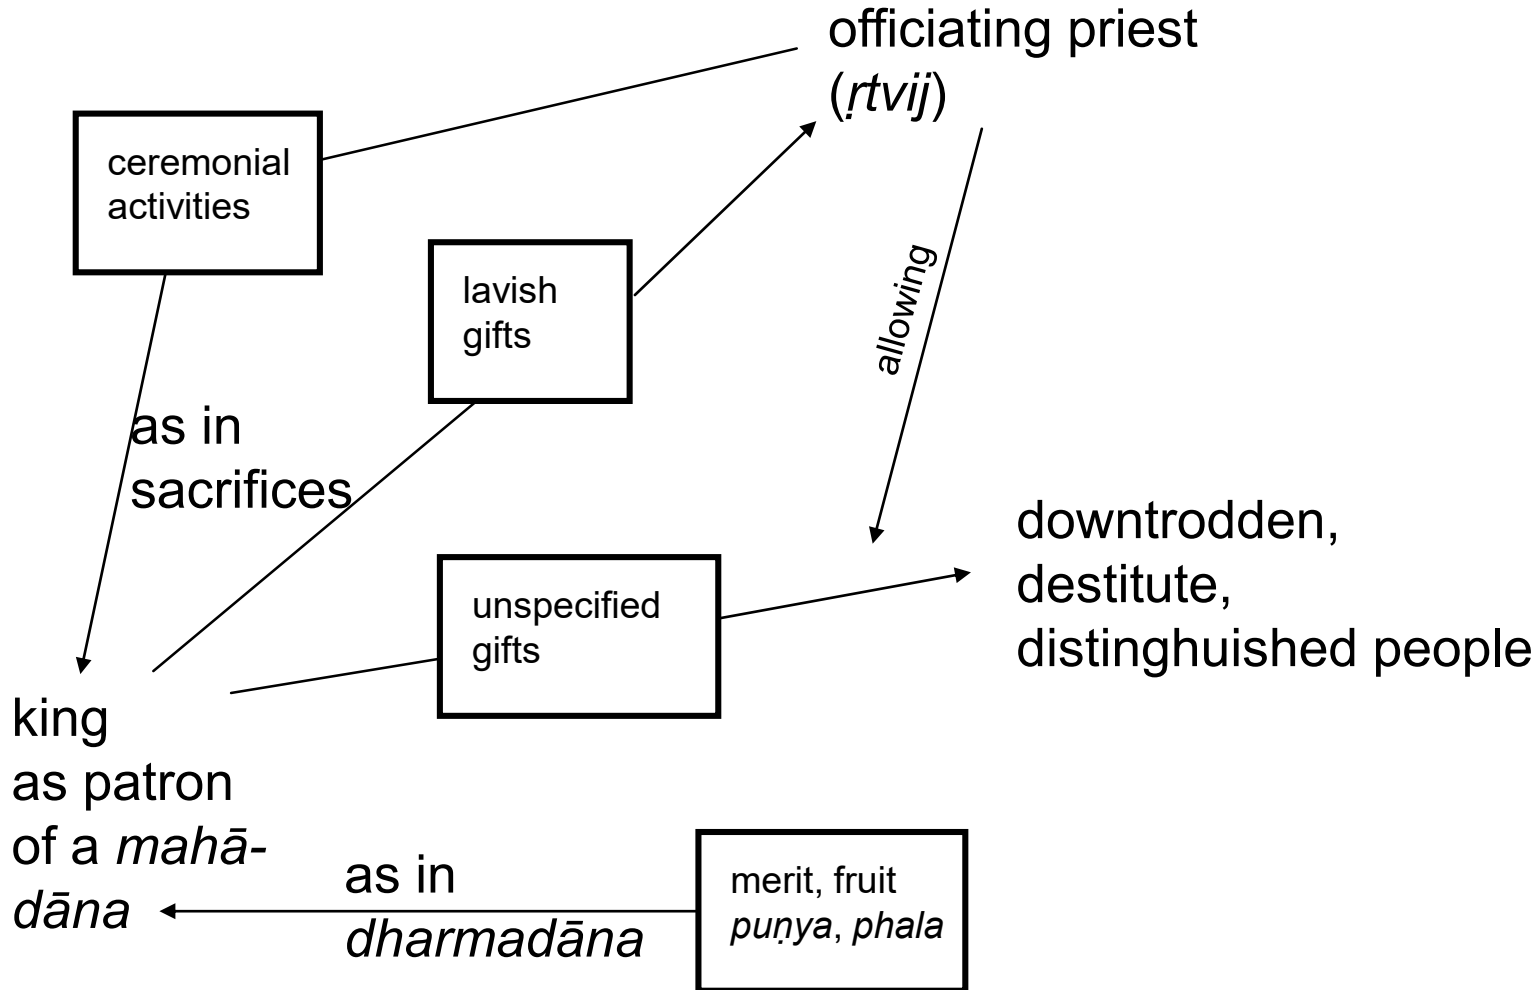 officiating priest
(ṛtvij)
ceremonial
activities
lavish
gifts
allowing
as in
sacrifices
downtrodden,
destitute,
distinghuished people
unspecified
gifts
king
as patron
of a mahā-
dāna
as in
dharmadāna
merit, fruit
puṇya, phala